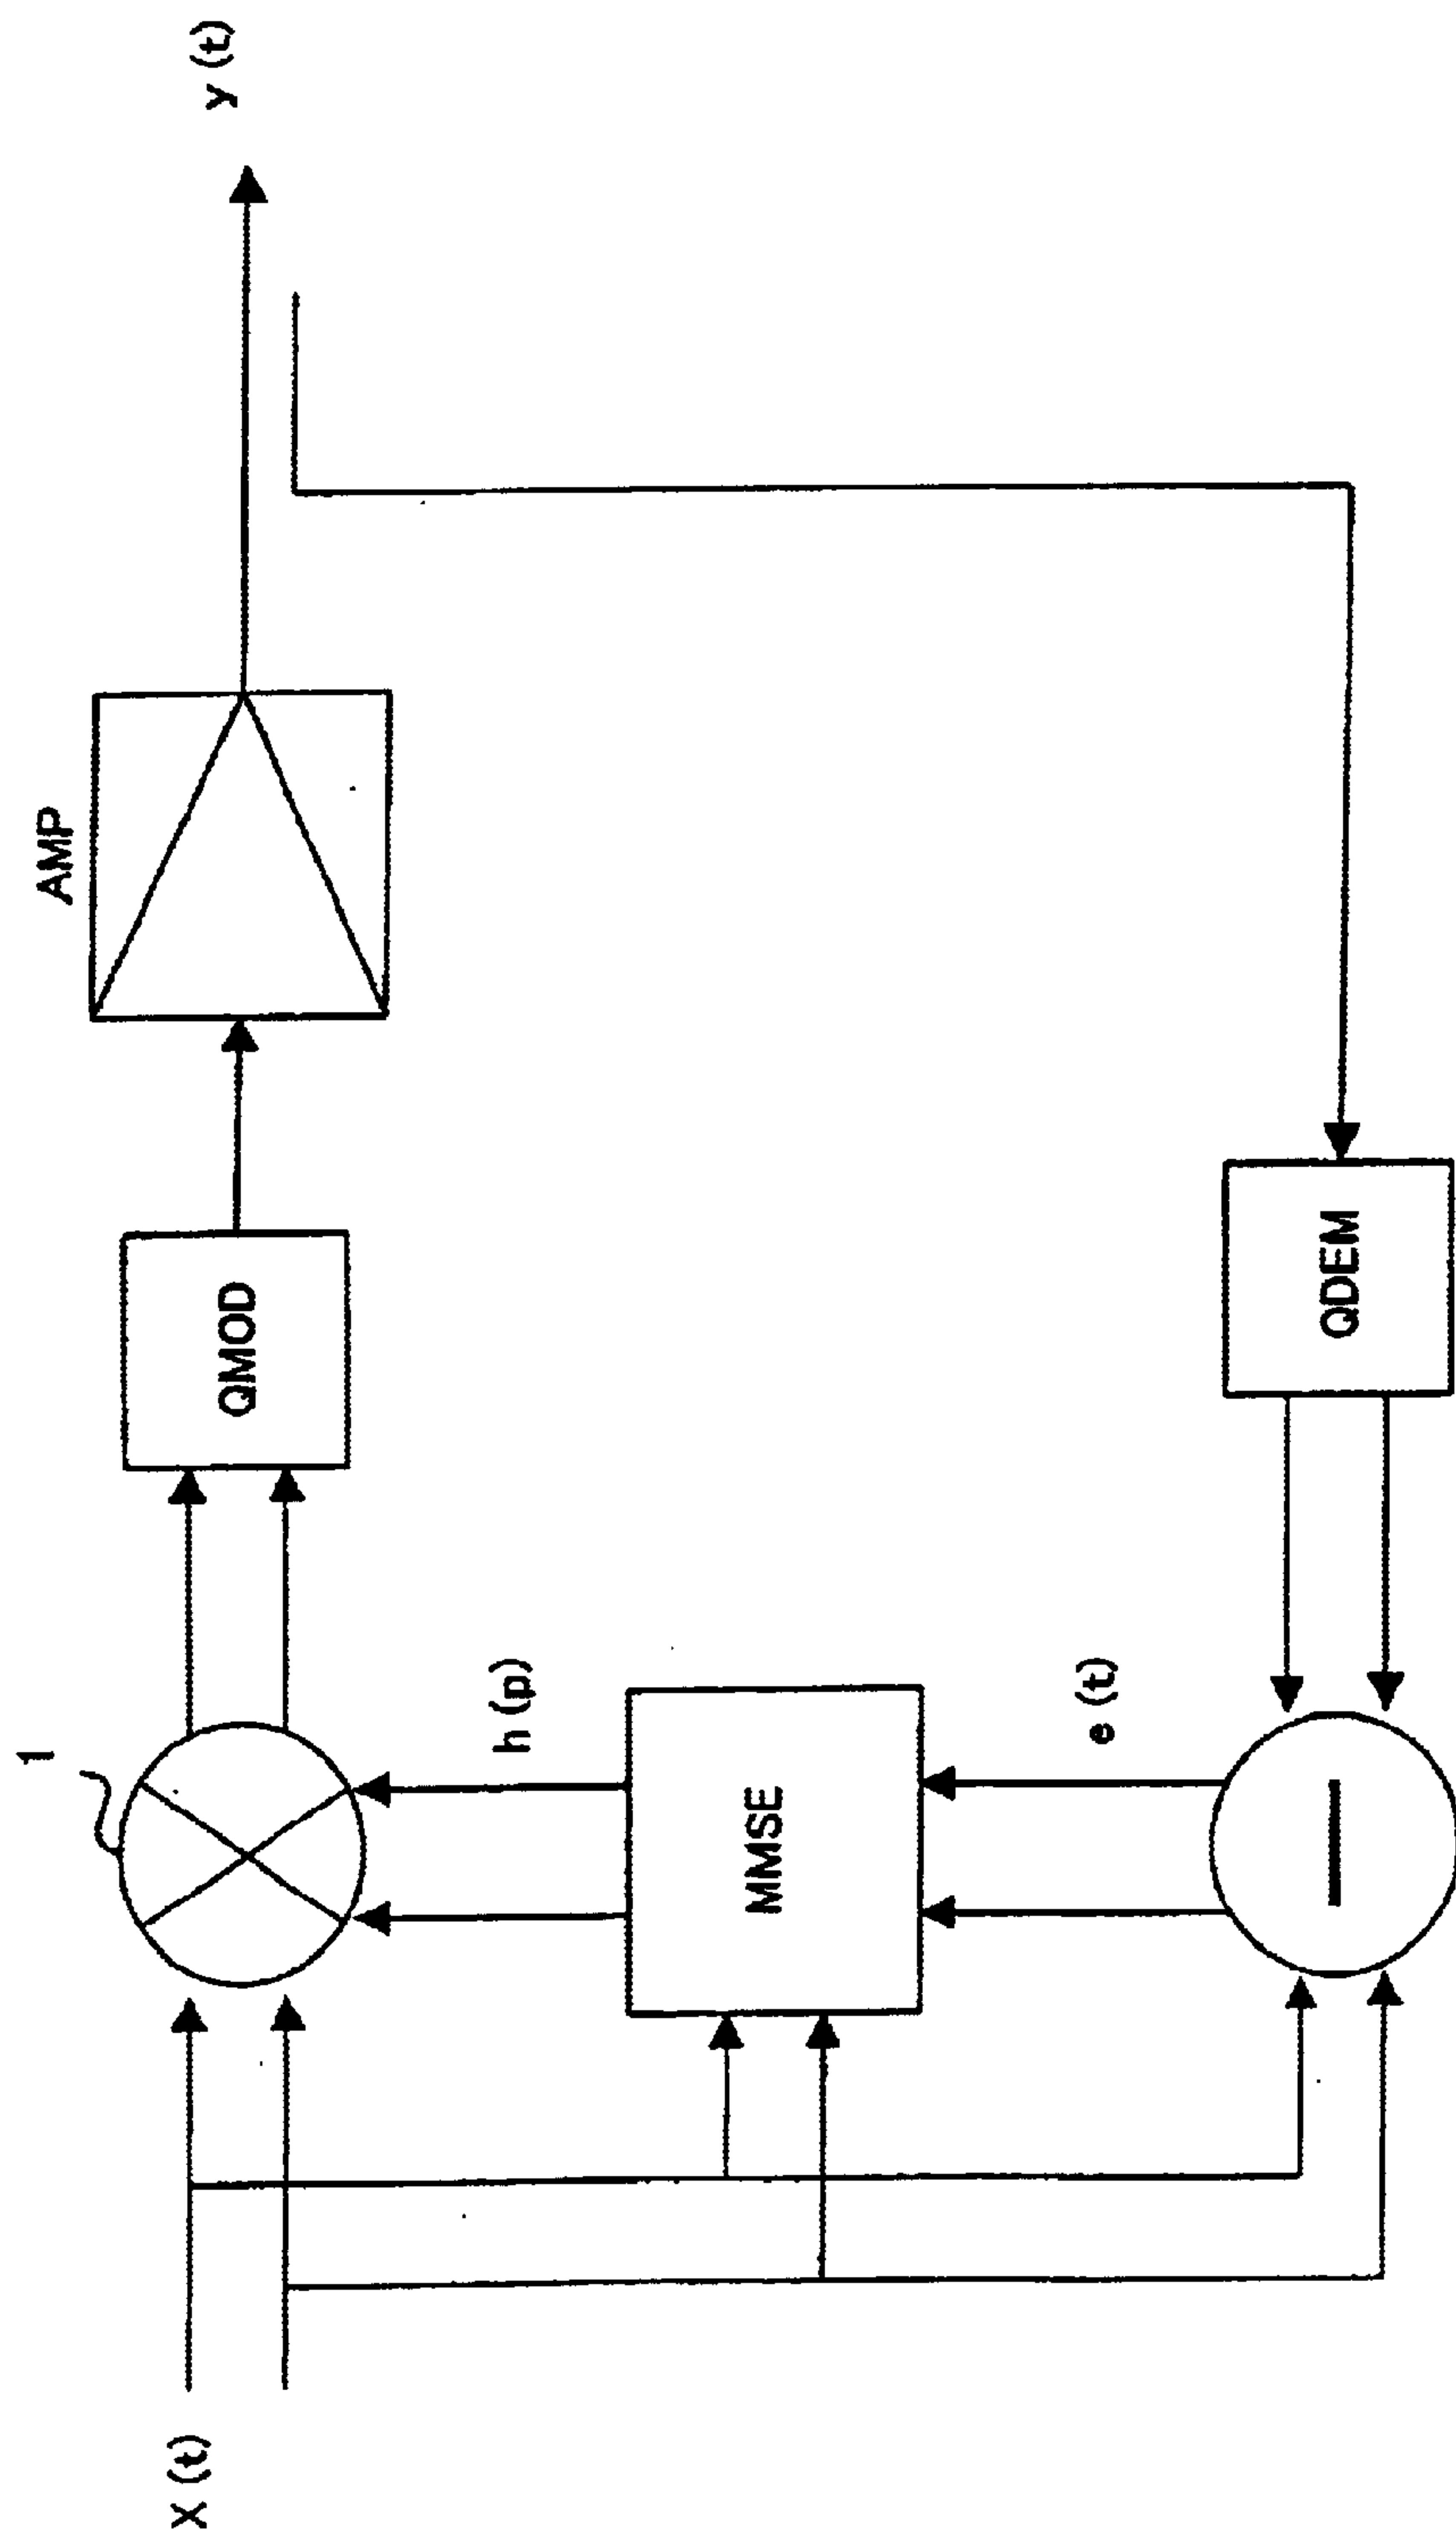 1
AMP
X (t)
QMOD
y (t)
h (p)
MMSE
e (t)
QDEM